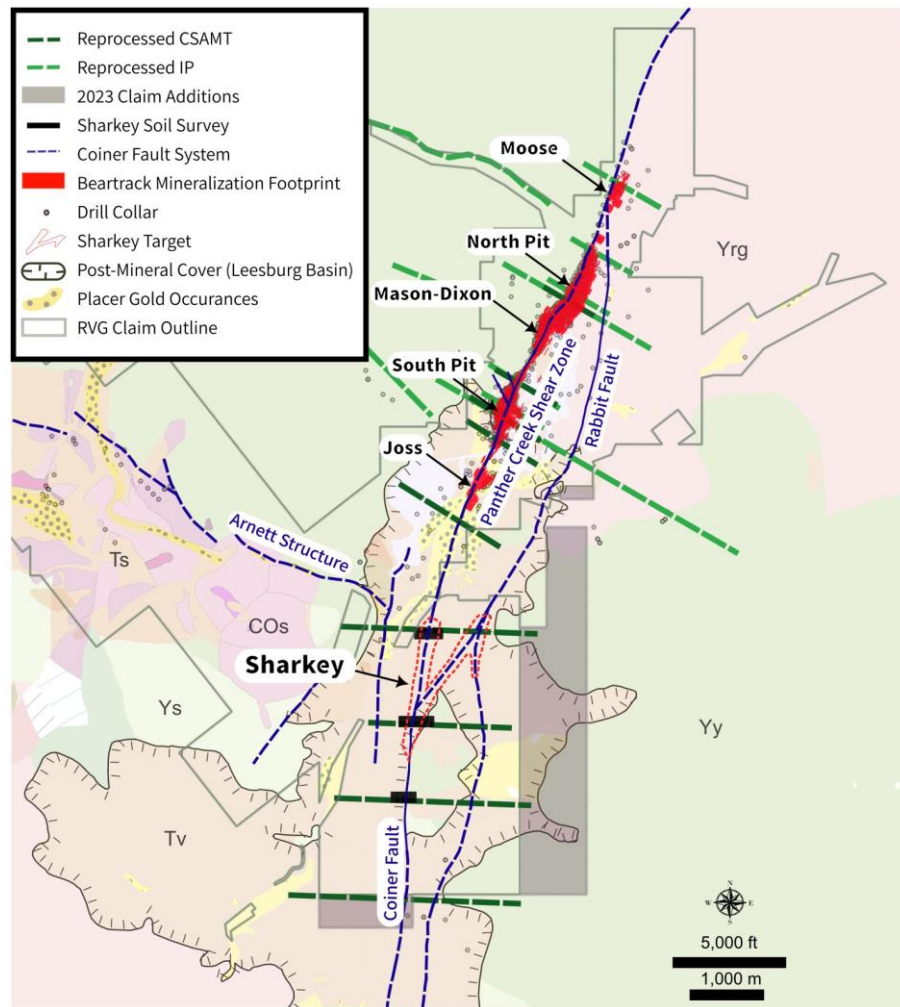 Reprocessed CSAMT
Reprocessed IP
2023 Claim Additions
Sharkey Soil Survey
Coiner Fault System
Beartrack Mineralization Footprint
Drill Collar
Sharkey Target
Post-Mineral Cover (Leesburg Basin)
Placer Gold Occurances
RVG Claim Outline
Moose
North Pit
Yrg
Mason-Dixon
South Pit
Panther Creek Shear Zone
Rabbit Fault
Joss
Arnett Structure
Ts
COs
Sharkey
Ys
Yy
Tv
Coiner Fault
N
W
E
S
5,000 ft
1,000 m